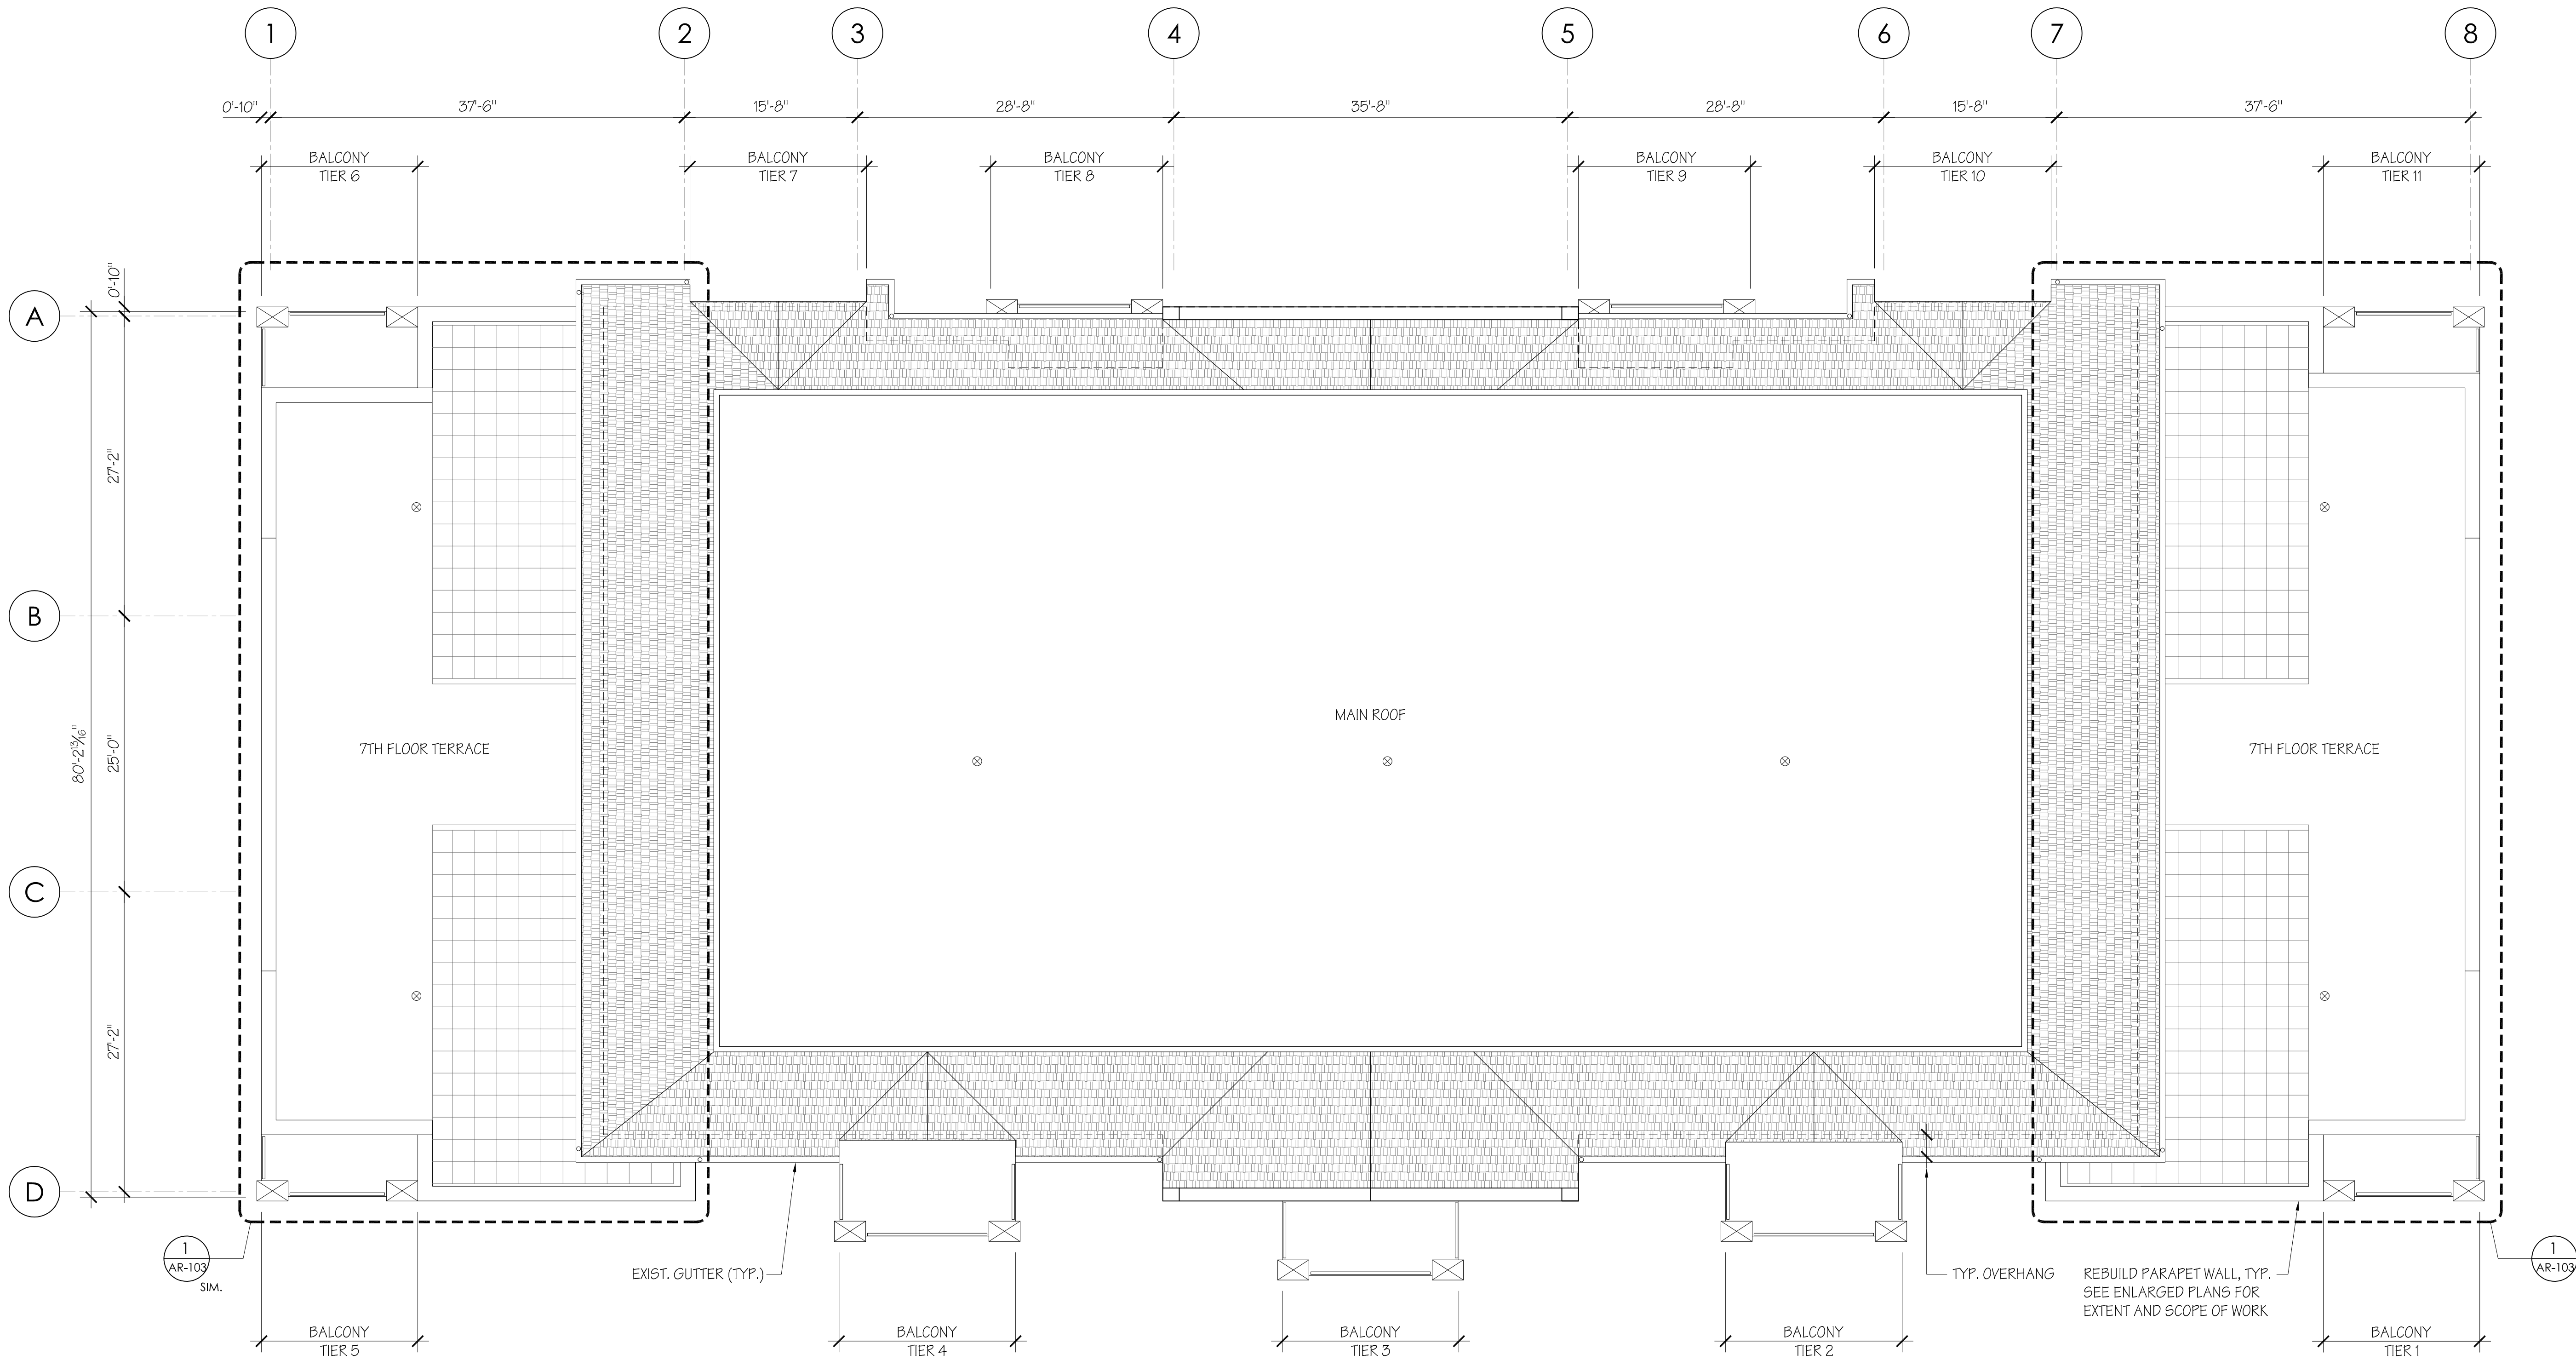 1
2
3
4
5
6
7
8
0'-10"
37'-6"
15'-8"
28'-8"
35'-8"
28'-8"
15'-8"
37'-6"
BALCONY
TIER 6
BALCONY
TIER 7
BALCONY
TIER 8
BALCONY
TIER 9
BALCONY
TIER 10
BALCONY
TIER 11
A
B
C
D
0'-10"
27'-2"
25'-0"
27'-2"
80'-2 13/16"
7TH FLOOR TERRACE
MAIN ROOF
7TH FLOOR TERRACE
1
AR-103
SIM.
EXIST. GUTTER (TYP.)
TYP. OVERHANG
REBUILD PARAPET WALL, TYP.
SEE ENLARGED PLANS FOR
EXTENT AND SCOPE OF WORK
1
AR-103
BALCONY
TIER 5
BALCONY
TIER 4
BALCONY
TIER 3
BALCONY
TIER 2
BALCONY
TIER 1